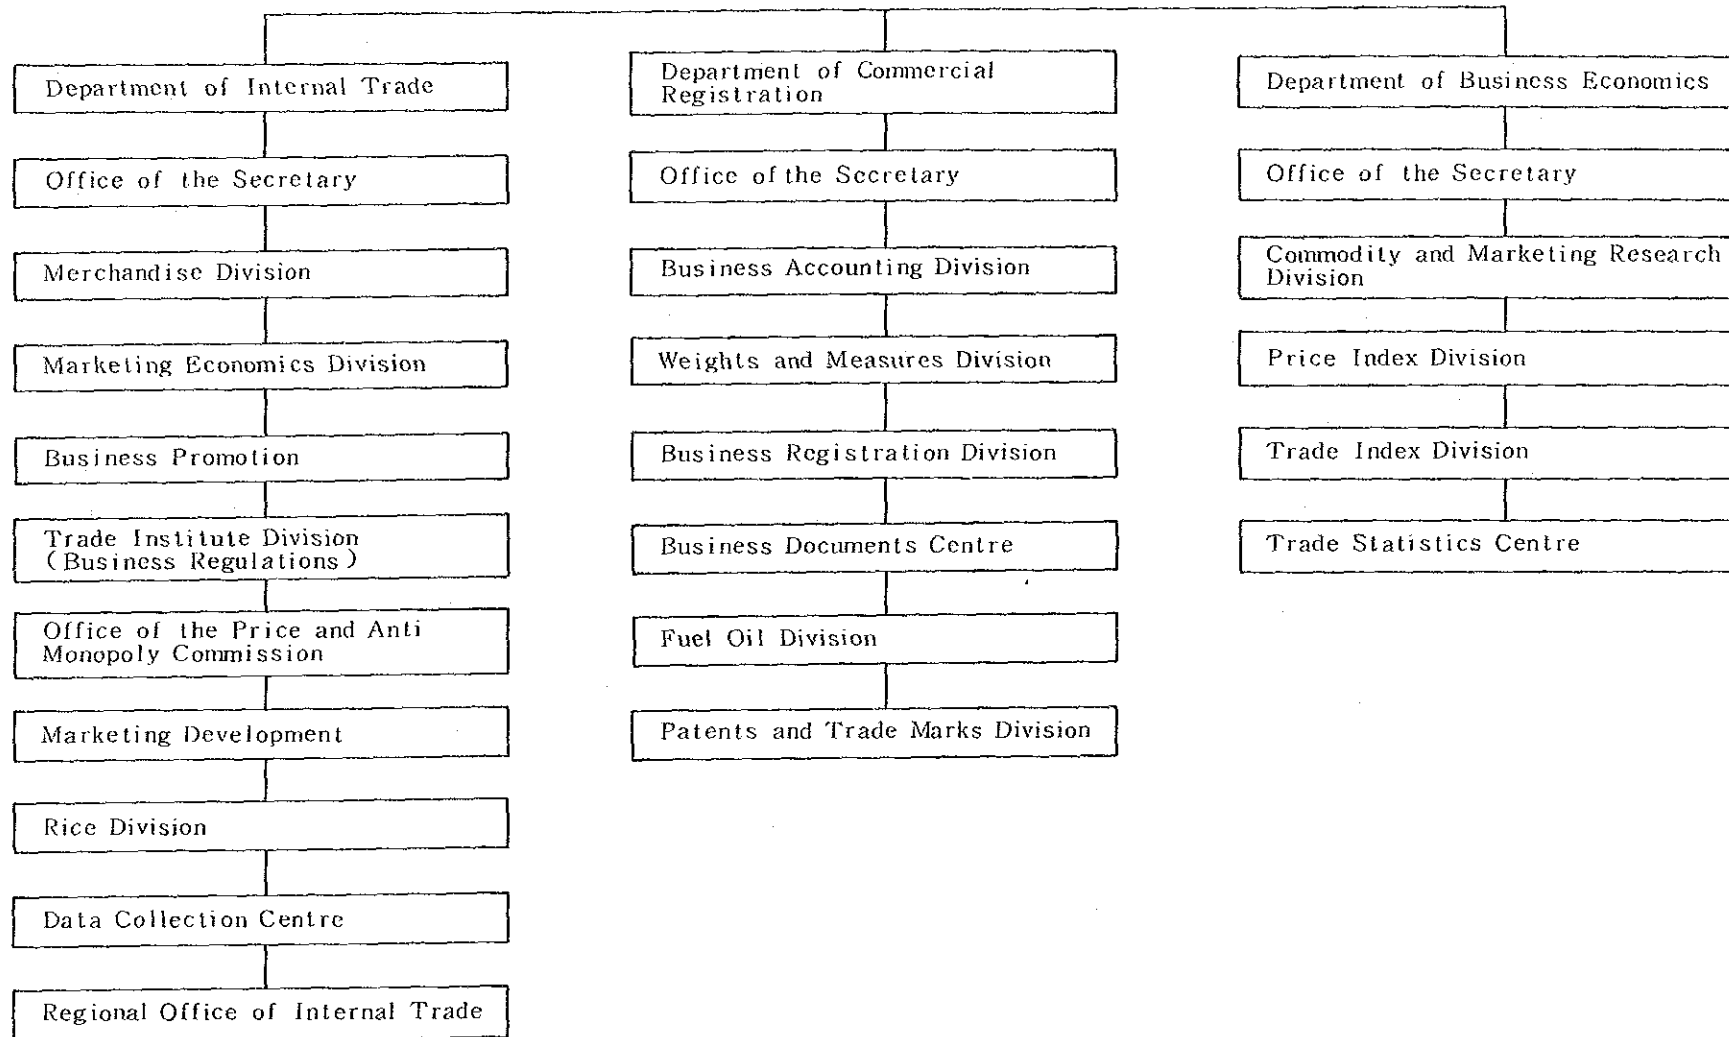 Department of Internal Trade
Office of the Secretary
Merchandise Division
Marketing Economics Division
Business Promotion
Trade Institute Division
(Business Regulations)
Office of the Price and Anti
Monopoly Commission
Marketing Development
Rice Division
Data Collection Centre
Regional Office of Internal Trade
Department of Commercial
Registration
Office of the Secretary
Business Accounting Division
Weights and Measures Division
Business Registration Division
Business Documents Centre
Fuel Oil Division
Patents and Trade Marks Division
Department of Business Economics
Office of the Secretary
Commodity and Marketing Research
Division
Price Index Division
Trade Index Division
Trade Statistics Centre